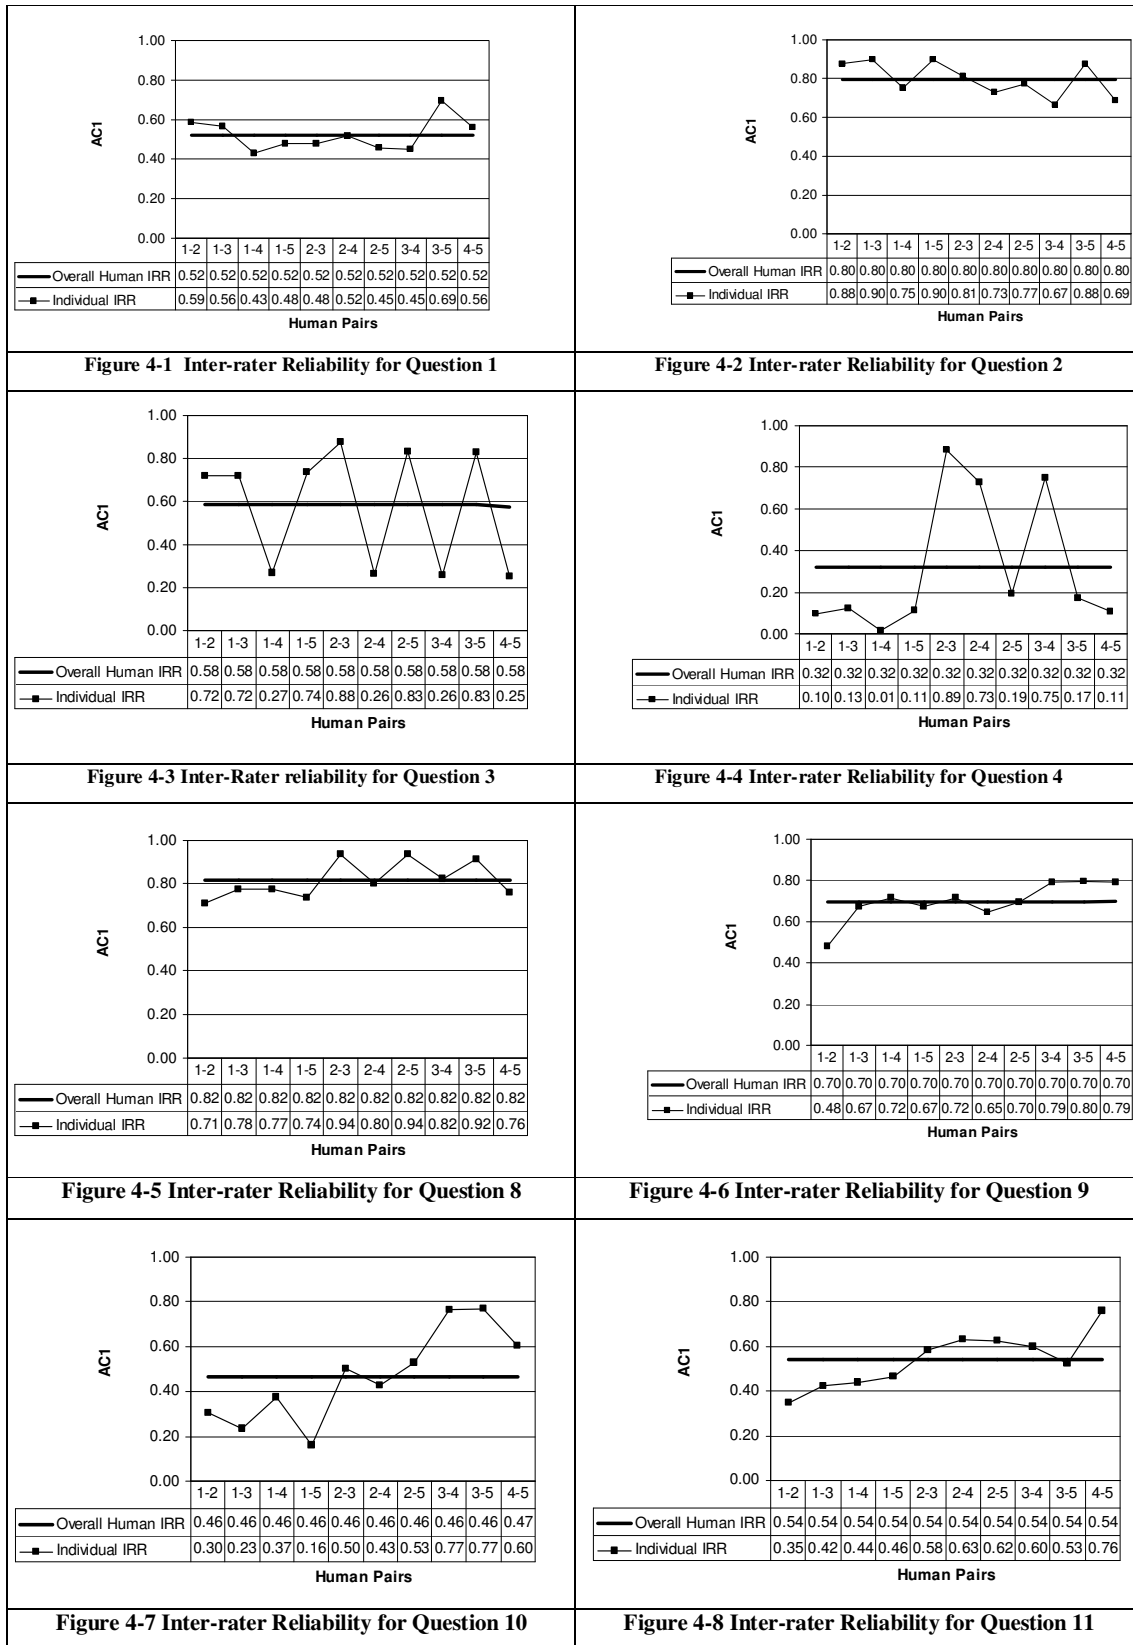 1.00
0.80
0.60
0.40
0.20
0.00
AC1
1-2 1-3 1-4 1-5 2-3 2-4 2-5 3-4 3-5 4-5
Overall Human IRR 0.52 0.52 0.52 0.52 0.52 0.52 0.52 0.52 0.52 0.52
Individual IRR 0.59 0.56 0.43 0.48 0.48 0.52 0.45 0.45 0.69 0.56
Human Pairs
Figure 4-1 Inter-rater Reliability for Question 1
1.00
0.80
0.60
0.40
0.20
0.00
AC1
1-2 1-3 1-4 1-5 2-3 2-4 2-5 3-4 3-5 4-5
Overall Human IRR 0.80 0.80 0.80 0.80 0.80 0.80 0.80 0.80 0.80 0.80
Individual IRR 0.88 0.90 0.75 0.90 0.81 0.73 0.77 0.67 0.88 0.69
Human Pairs
Figure 4-2 Inter-rater Reliability for Question 2
1.00
0.80
0.60
0.40
0.20
0.00
AC1
1-2 1-3 1-4 1-5 2-3 2-4 2-5 3-4 3-5 4-5
Overall Human IRR 0.58 0.58 0.58 0.58 0.58 0.58 0.58 0.58 0.58 0.58
Individual IRR 0.72 0.72 0.27 0.74 0.88 0.26 0.83 0.26 0.83 0.25
Human Pairs
Figure 4-3 Inter-Rater reliability for Question 3
1.00
0.80
0.60
0.40
0.20
0.00
AC1
1-2 1-3 1-4 1-5 2-3 2-4 2-5 3-4 3-5 4-5
Overall Human IRR 0.32 0.32 0.32 0.32 0.32 0.32 0.32 0.32 0.32 0.32
Individual IRR 0.10 0.13 0.01 0.11 0.89 0.73 0.19 0.75 0.17 0.11
Human Pairs
Figure 4-4 Inter-rater Reliability for Question 4
1.00
0.80
0.60
0.40
0.20
0.00
AC1
1-2 1-3 1-4 1-5 2-3 2-4 2-5 3-4 3-5 4-5
Overall Human IRR 0.82 0.82 0.82 0.82 0.82 0.82 0.82 0.82 0.82 0.82
Individual IRR 0.71 0.78 0.77 0.74 0.94 0.80 0.94 0.82 0.92 0.76
Human Pairs
Figure 4-5 Inter-rater Reliability for Question 8
1.00
0.80
0.60
0.40
0.20
0.00
AC1
1-2 1-3 1-4 1-5 2-3 2-4 2-5 3-4 3-5 4-5
Overall Human IRR 0.70 0.70 0.70 0.70 0.70 0.70 0.70 0.70 0.70 0.70
Individual IRR 0.48 0.67 0.72 0.67 0.72 0.65 0.70 0.79 0.80 0.79
Human Pairs
Figure 4-6 Inter-rater Reliability for Question 9
1.00
0.80
0.60
0.40
0.20
0.00
AC1
1-2 1-3 1-4 1-5 2-3 2-4 2-5 3-4 3-5 4-5
Overall Human IRR 0.46 0.46 0.46 0.46 0.46 0.46 0.46 0.46 0.46 0.47
Individual IRR 0.30 0.23 0.37 0.16 0.50 0.43 0.53 0.77 0.77 0.60
Human Pairs
Figure 4-7 Inter-rater Reliability for Question 10
1.00
0.80
0.60
0.40
0.20
0.00
AC1
1-2 1-3 1-4 1-5 2-3 2-4 2-5 3-4 3-5 4-5
Overall Human IRR 0.54 0.54 0.54 0.54 0.54 0.54 0.54 0.54 0.54 0.54
Individual IRR 0.35 0.42 0.44 0.46 0.58 0.63 0.62 0.60 0.53 0.76
Human Pairs
Figure 4-8 Inter-rater Reliability for Question 11